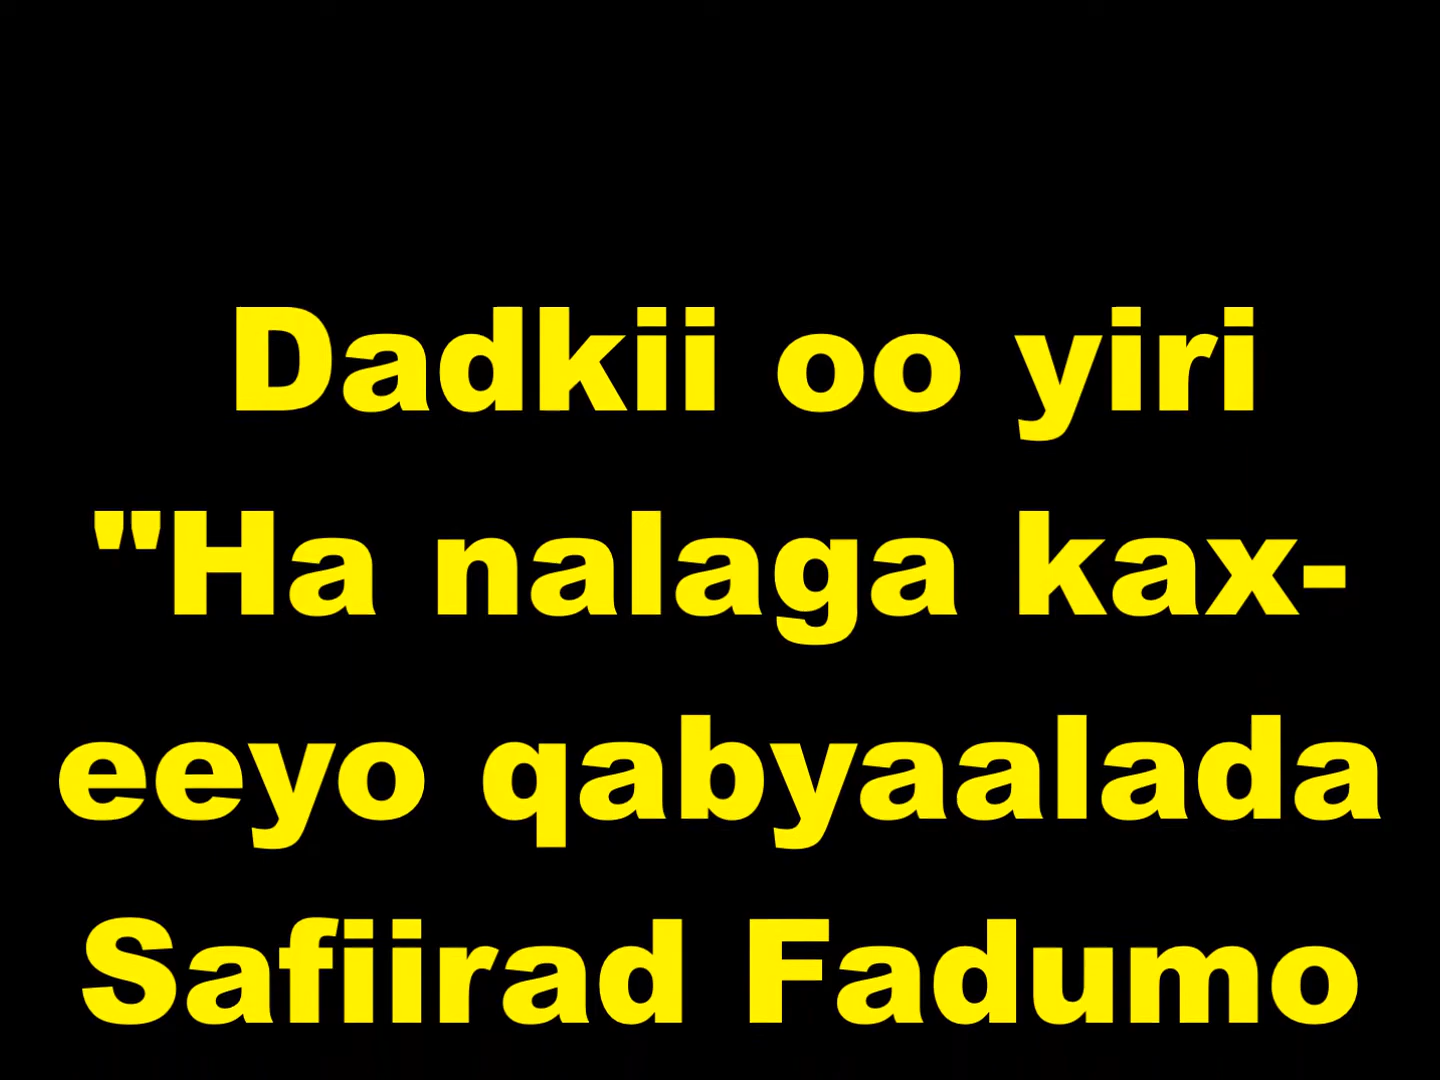 Dadkii oo yiri
"Ha nalaga kax-
eeyo qabyaalada
Safiirad Fadumo